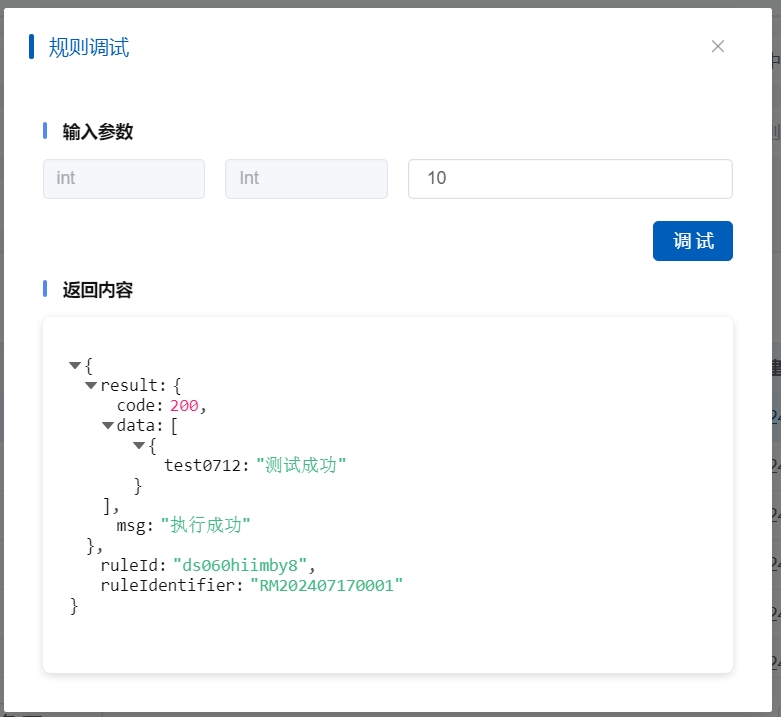 规则调试
输入参数
int Int 10
调试
返回内容
{
result: {
code: 200,
data: [
{
test0712: "测试成功"
}
],
msg: "执行成功"
},
ruleId: "ds060hiimby8",
ruleIdentifier: "RM202407170001"
}